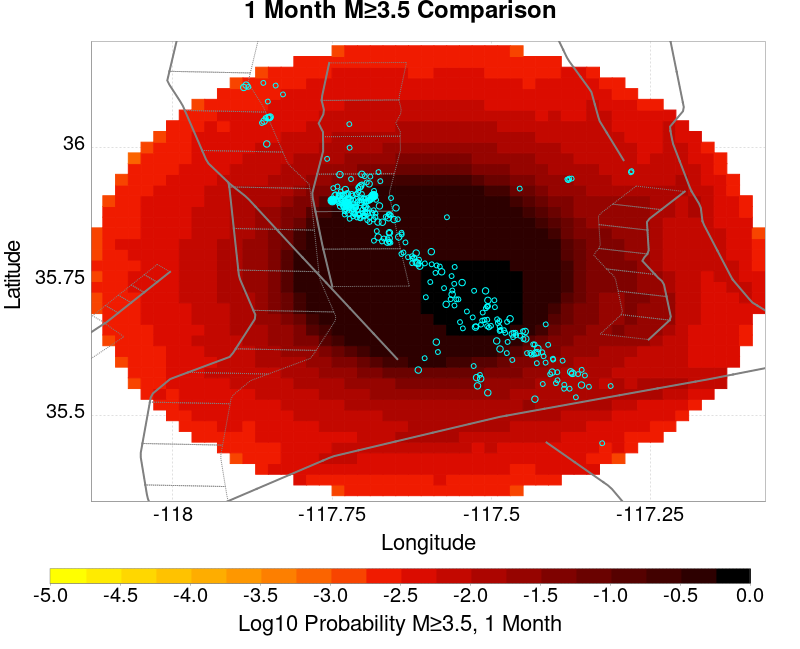 1 Month M≥3.5 Comparison
36
35.75
35.5
Latitude
-118 -117.75 -117.5 -117.25
Longitude
-5.0 -4.5 -4.0 -3.5 -3.0 -2.5 -2.0 -1.5 -1.0 -0.5 0.0
Log10 Probability M≥3.5, 1 Month